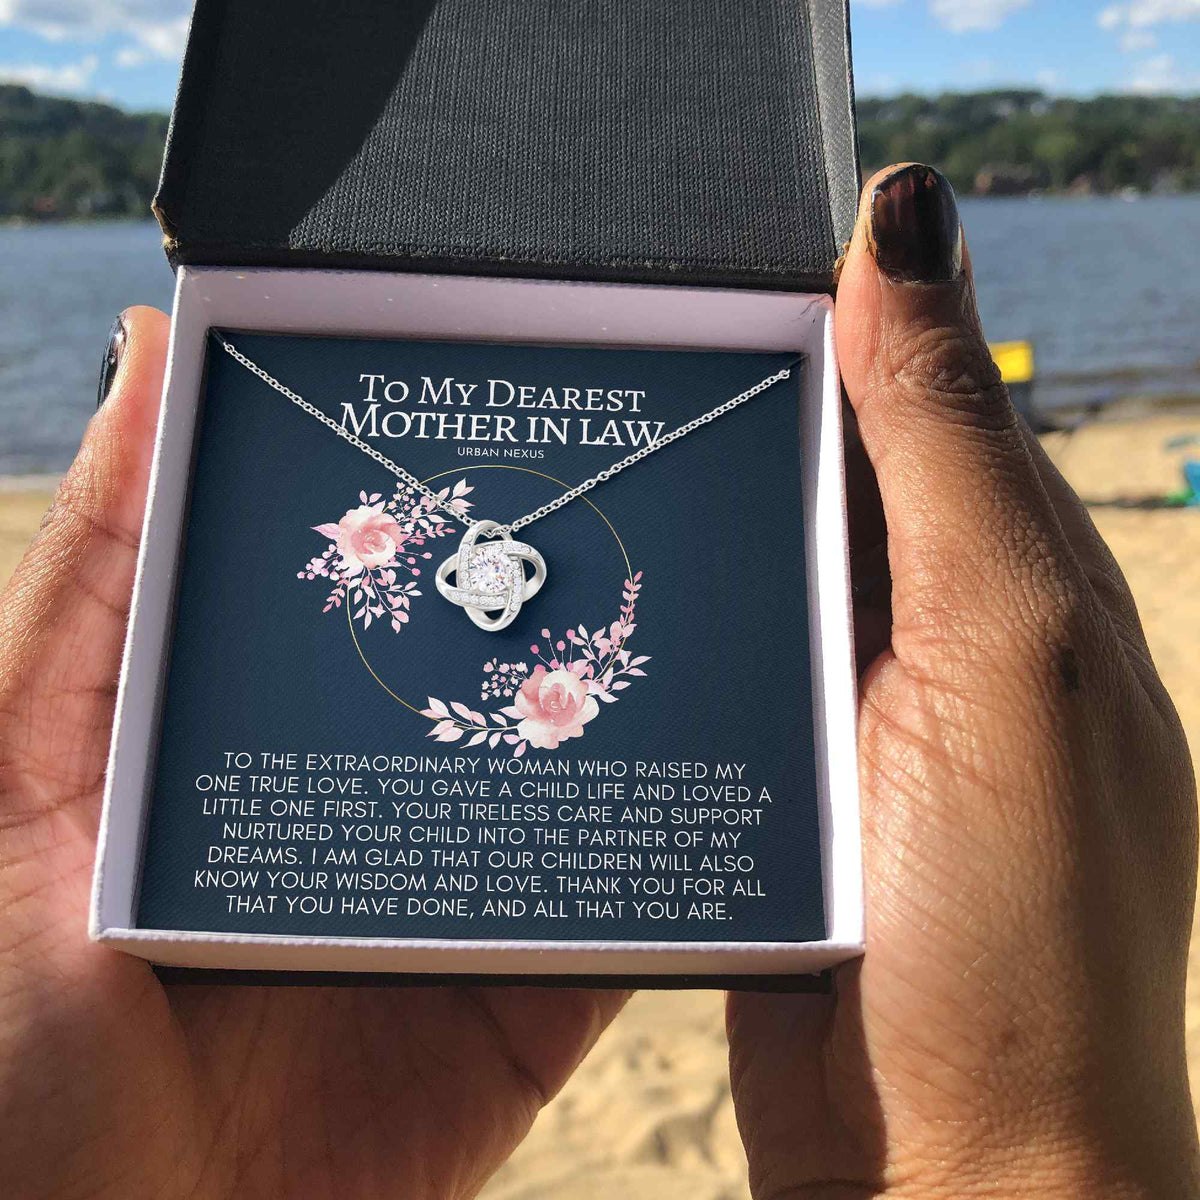 To My Dearest
Mother in law
URBAN NEXUS
TO THE EXTRAORDINARY WOMAN WHO RAISED MY
ONE TRUE LOVE. YOU GAVE A CHILD LIFE AND LOVED A
LITTLE ONE FIRST. YOUR TIRELESS CARE AND SUPPORT
NURTURED YOUR CHILD INTO THE PARTNER OF MY
DREAMS. I AM GLAD THAT OUR CHILDREN WILL ALSO
KNOW YOUR WISDOM AND LOVE. THANK YOU FOR ALL
THAT YOU HAVE DONE, AND ALL THAT YOU ARE.